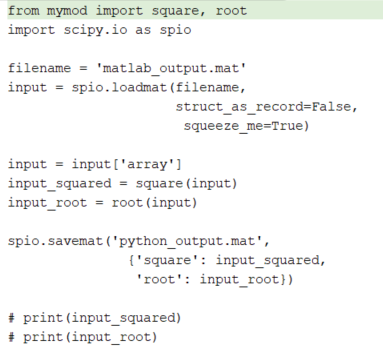 from mymod import square, root
import scipy.io as spio

filename = 'matlab_output.mat'
input = spio.loadmat(filename,
                     struct_as_record=False,
                      squeeze_me=True)

input = input['array']
input_squared = square(input)
input_root = root(input)

spio.savemat('python_output.mat',
               {'square': input_squared,
                'root': input_root})

# print(input_squared)
# print(input_root)